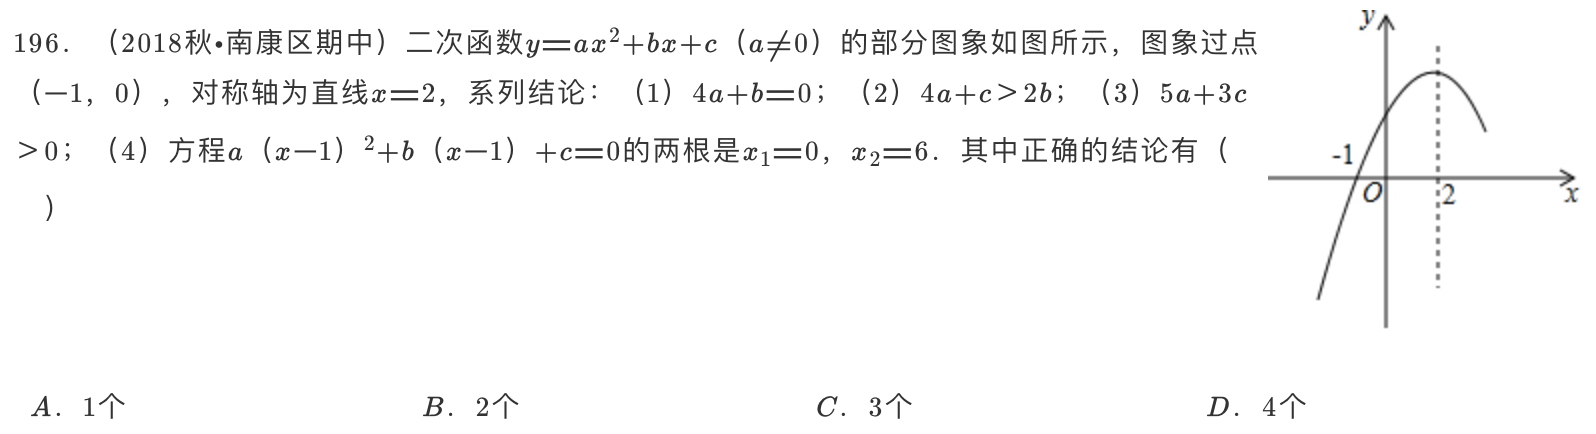 196. （2018秋•南康区期中）二次函数y=ax²+bx+c（a≠0）的部分图象如图所示，图象过点
（-1，0），对称轴为直线x=2，系列结论：（1）4a+b=0；（2）4a+c>2b；（3）5a+3c
>0；（4）方程a（x-1）²+b（x-1）+c=0的两根是x₁=0，x₂=6．其中正确的结论有（
）
y
-1
O
2
x
A．1个
B．2个
C．3个
D．4个